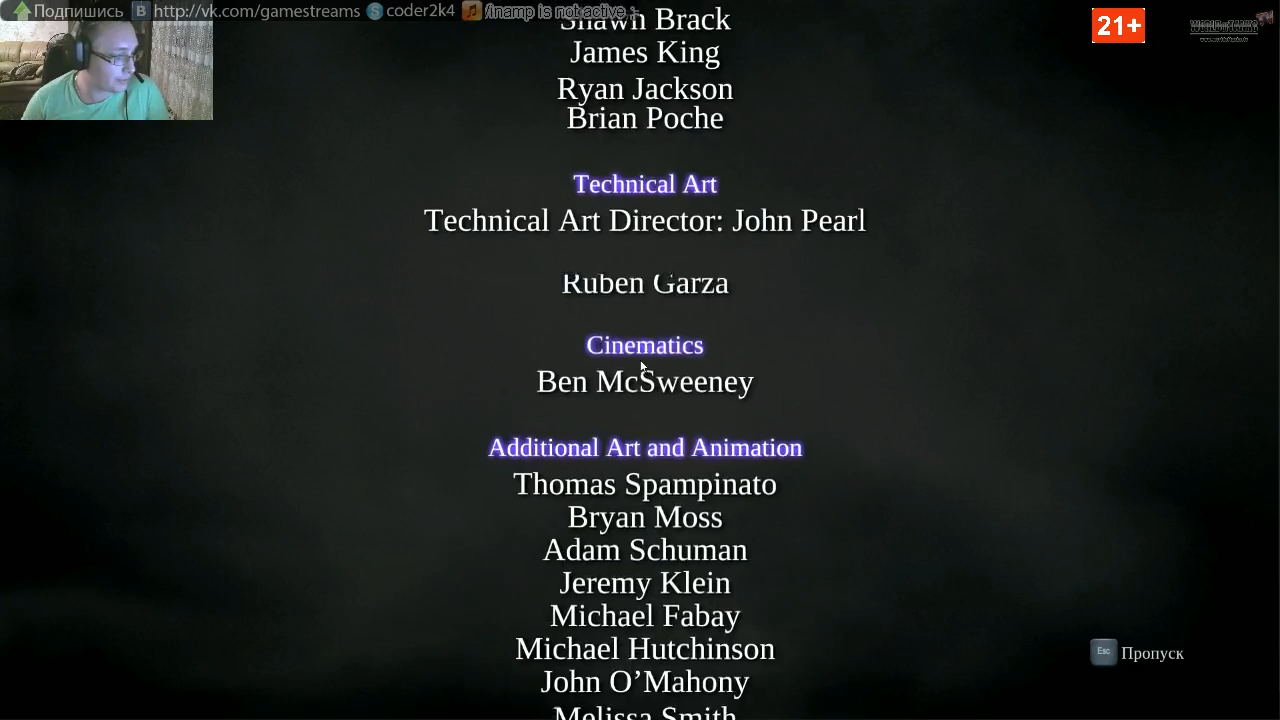 Подпишись http://vk.com/gamestreams coder2k4 is not active
21+
Shawn Brack
James King
Ryan Jackson
Brian Poche
Technical Art
Technical Art Director: John Pearl
Ruben Garza
Cinematics
Ben McSweeney
Additional Art and Animation
Thomas Spampinato
Bryan Moss
Adam Schuman
Jeremy Klein
Michael Fabay
Michael Hutchinson
John O’Mahony
Melissa Smith
Esc Пропуск